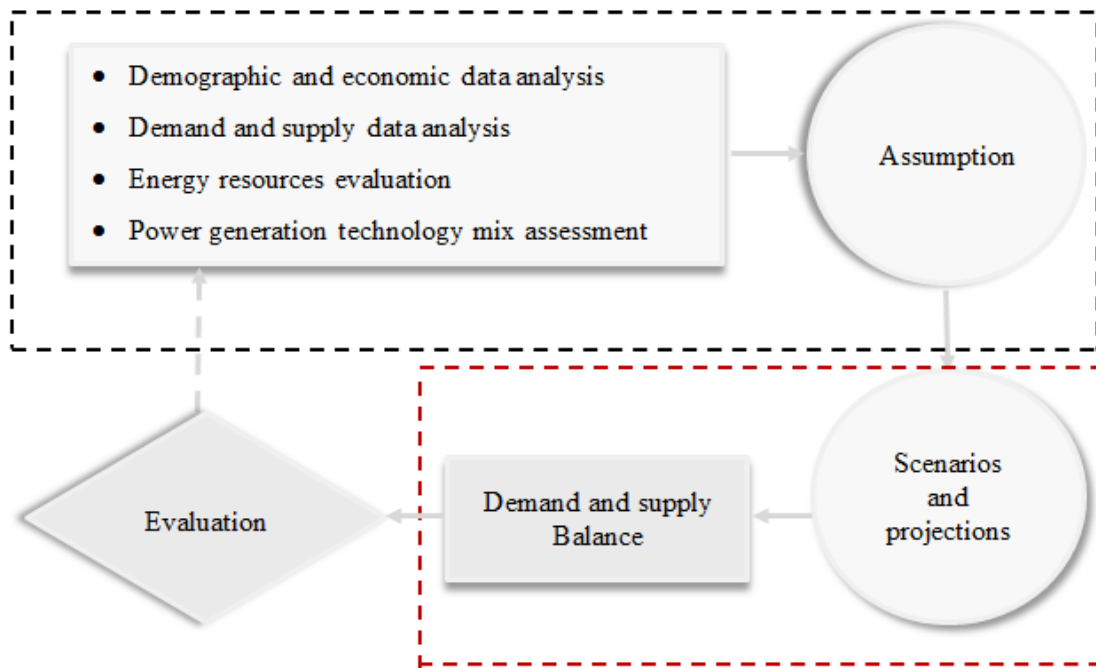 • Demographic and economic data analysis
• Demand and supply data analysis
• Energy resources evaluation
• Power generation technology mix assessment
Assumption
Scenarios
and
projections
Demand and supply
Balance
Evaluation